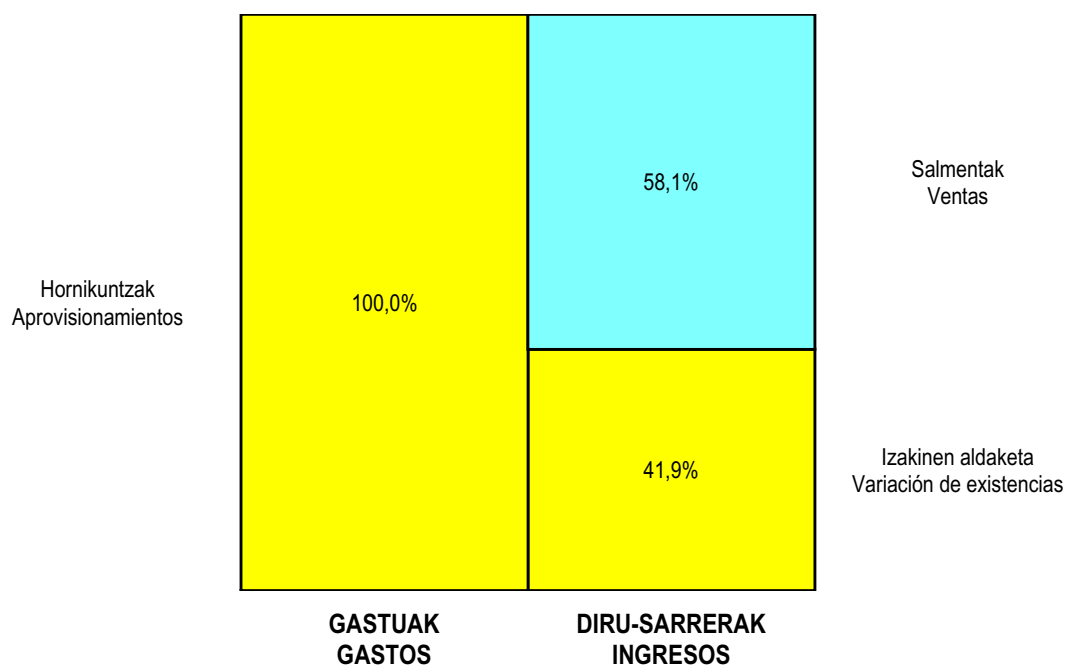 58,1%
Salmentak
Ventas
Hornikuntzak
Aprovisionamientos
100,0%
41,9%
Izakinen aldaketa
Variación de existencias
GASTUAK
GASTOS
DIRU-SARRERAK
INGRESOS